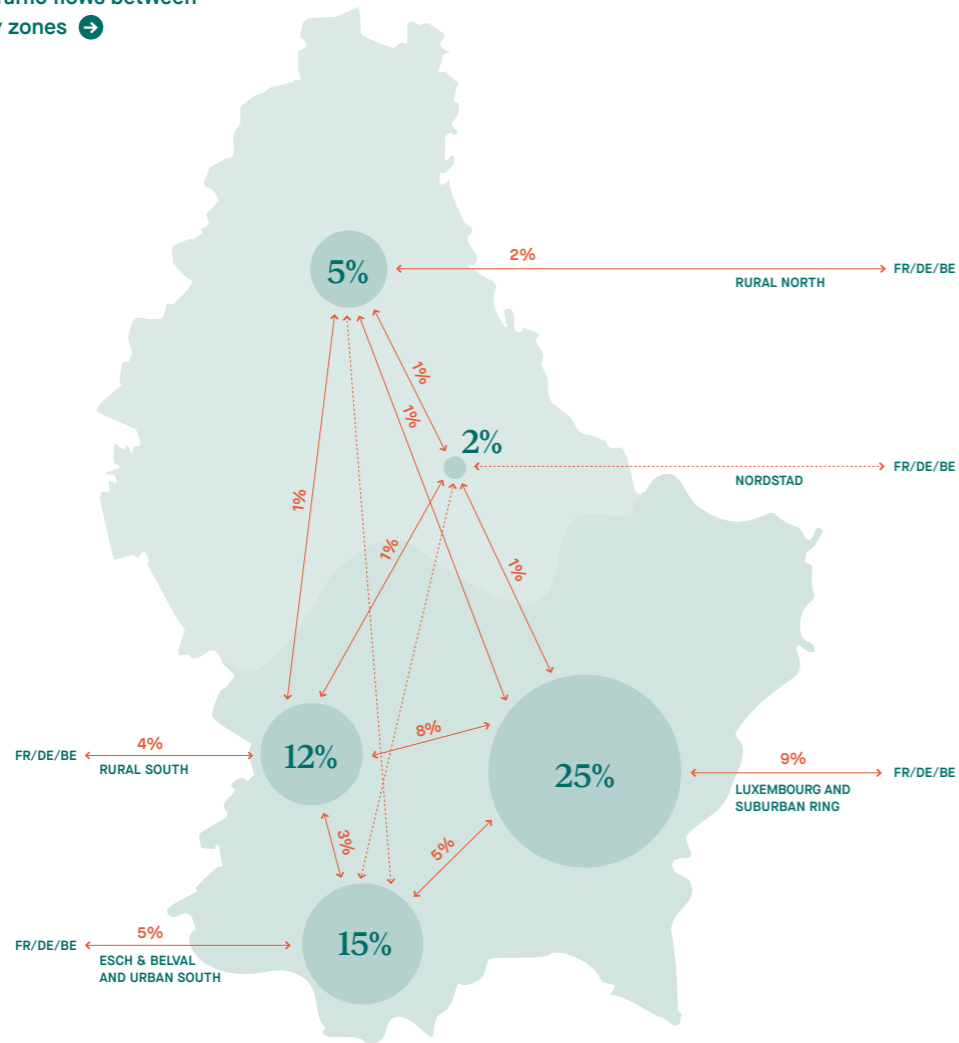 flows between
zones
5%
2%
FR/DE/BE
RURAL NORTH
1%
1%
2%
FR/DE/BE
NORDSTAD
1%
1%
1%
8%
12%
25%
4%
FR/DE/BE
RURAL SOUTH
9%
FR/DE/BE
LUXEMBOURG AND
SUBURBAN RING
3%
5%
15%
5%
FR/DE/BE
ESCH & BELVAL
AND URBAN SOUTH